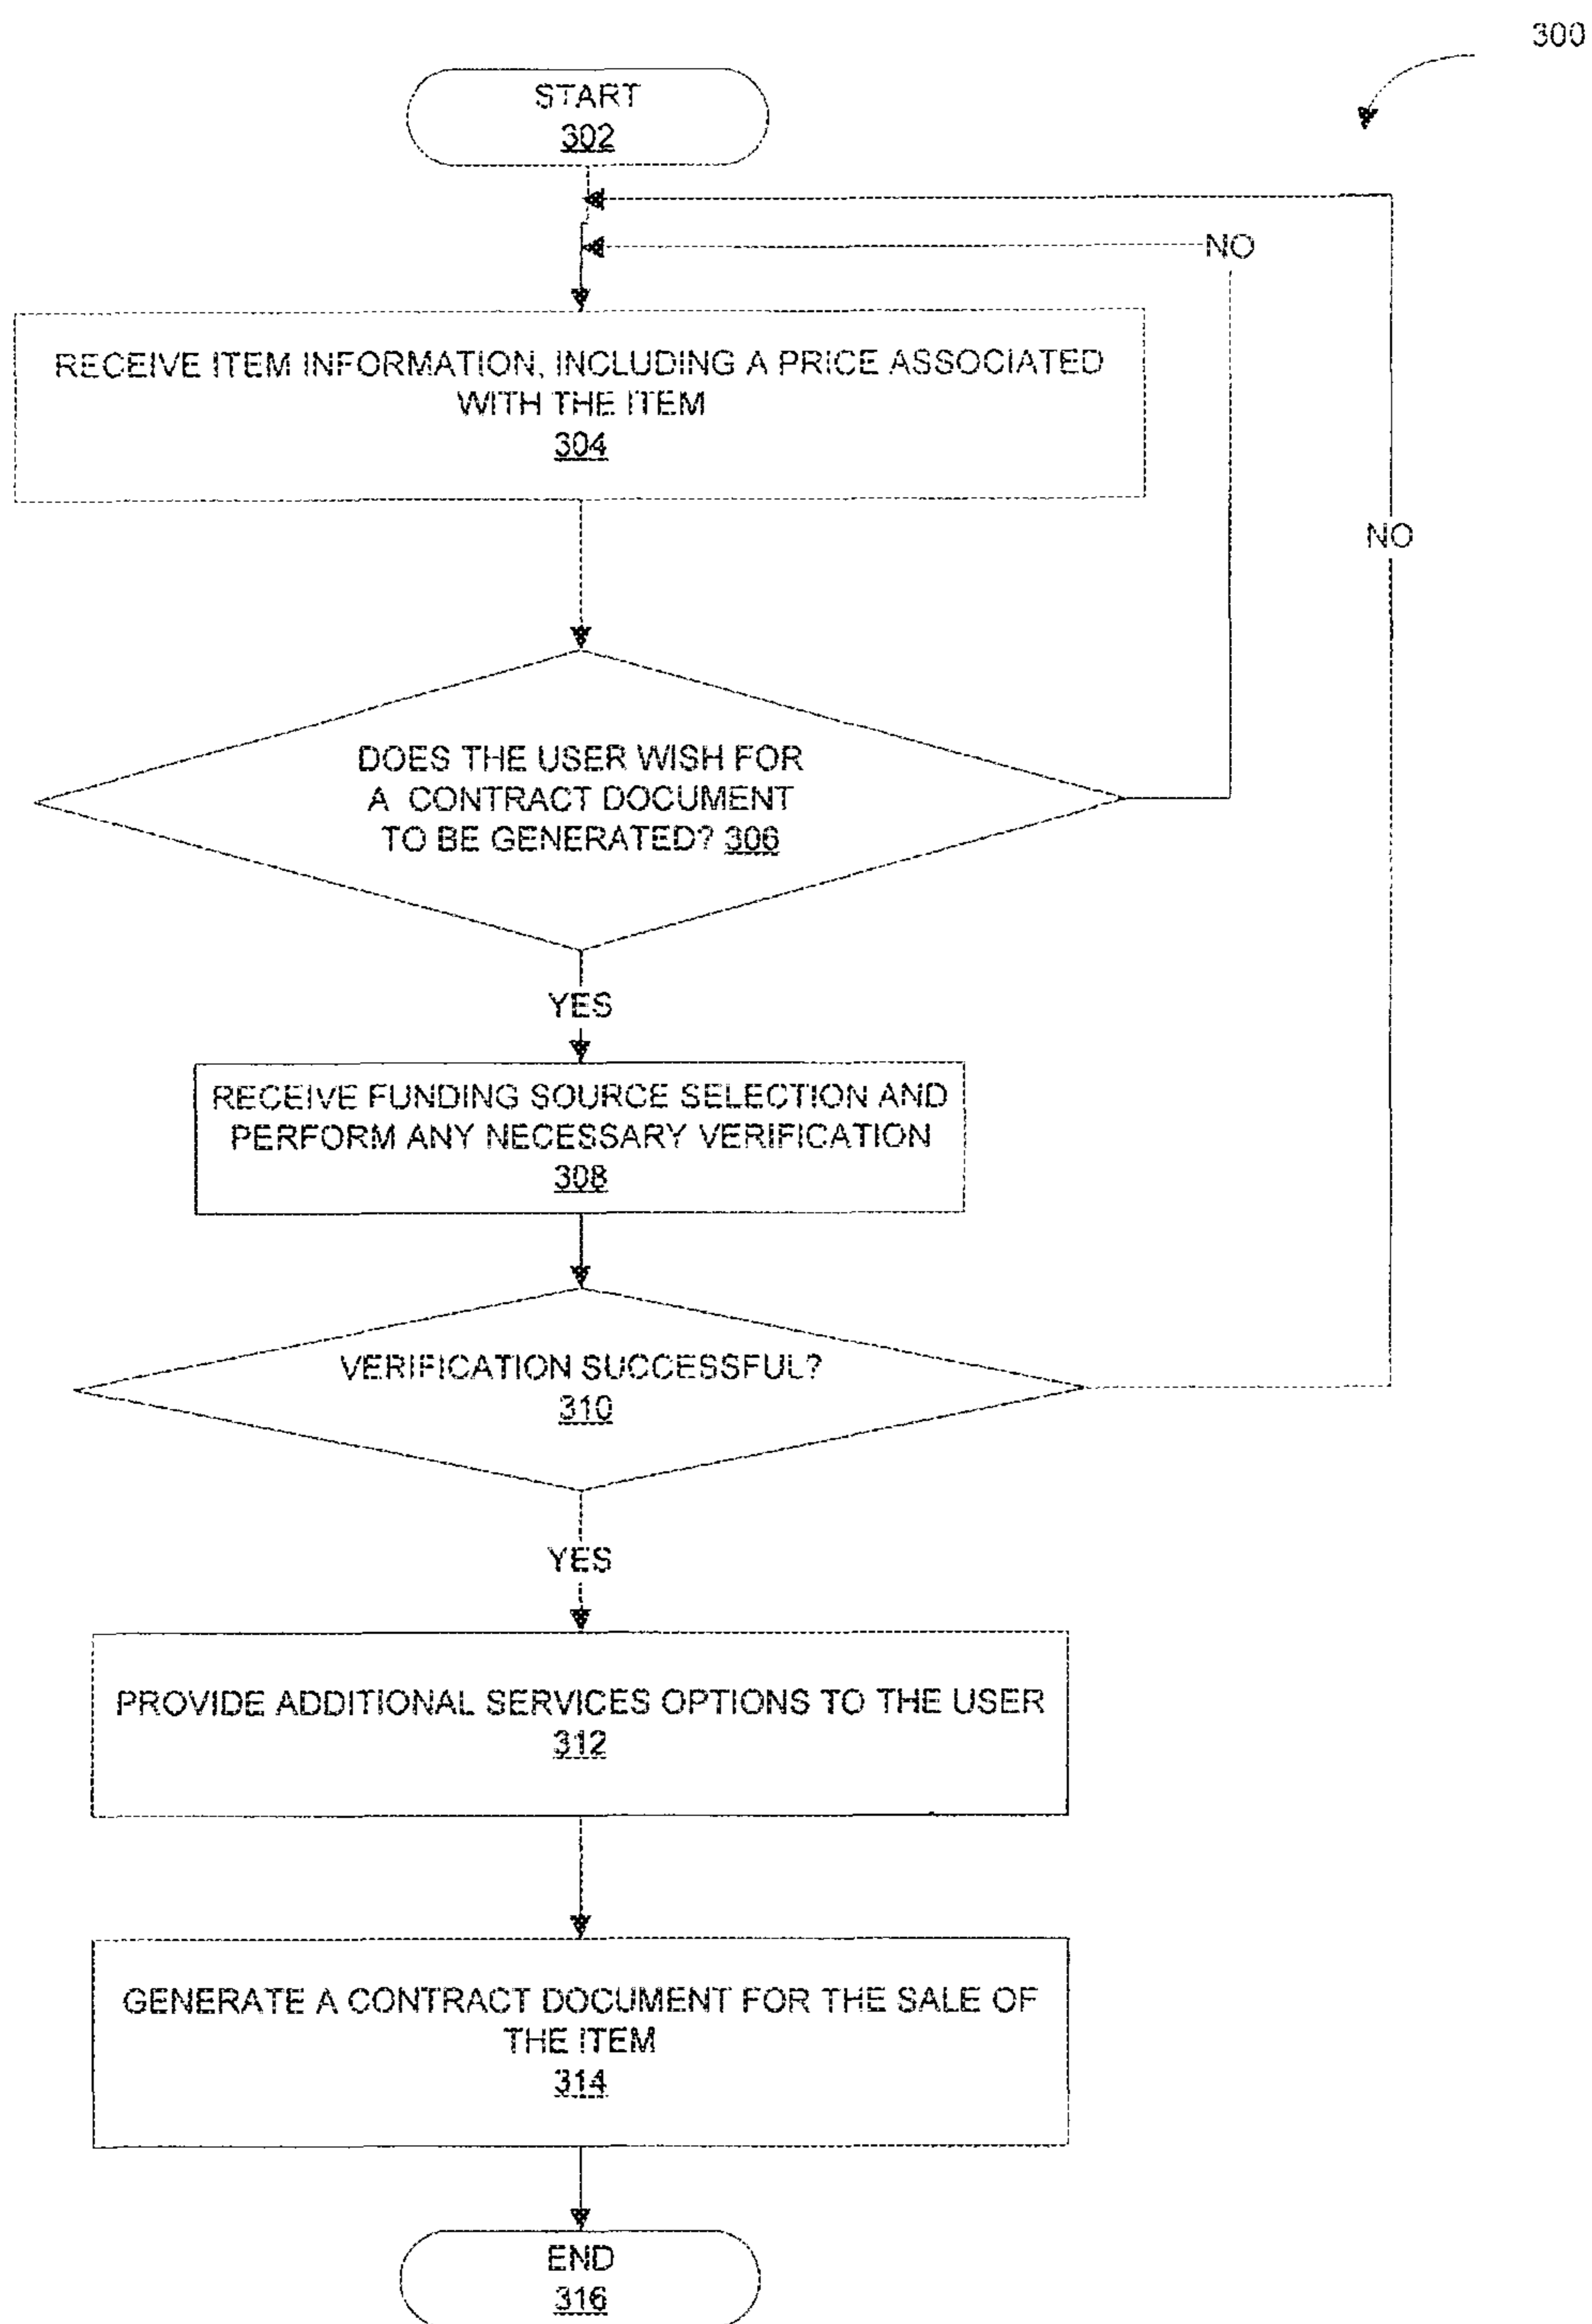 300
START
302
NO
RECEIVE ITEM INFORMATION, INCLUDING A PRICE ASSOCIATED
WITH THE ITEM
304
NO
DOES THE USER WISH FOR
A CONTRACT DOCUMENT
TO BE GENERATED? 306
YES
RECEIVE FUNDING SOURCE SELECTION AND
PERFORM ANY NECESSARY VERIFICATION
308
VERIFICATION SUCCESSFUL?
310
YES
PROVIDE ADDITIONAL SERVICES OPTIONS TO THE USER
312
GENERATE A CONTRACT DOCUMENT FOR THE SALE OF
THE ITEM
314
END
316